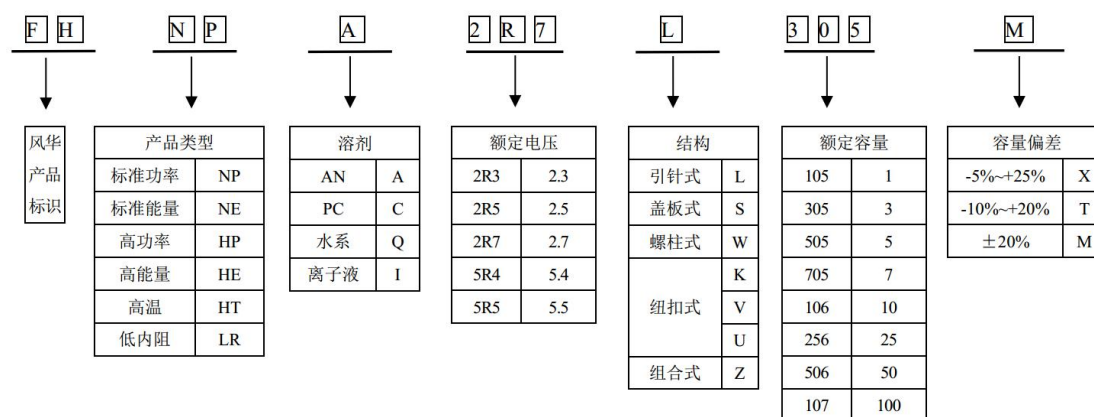 F H N P A 2 R 7 L 3 0 5 M
风华
产品
标识
产品类型
标准功率 NP
标准能量 NE
高功率 HP
高能量 HE
高温 HT
低内阻 LR
溶剂
AN A
PC C
水系 Q
离子液 I
额定电压
2R3 2.3
2R5 2.5
2R7 2.7
5R4 5.4
5R5 5.5
结构
引针式 L
盖板式 S
螺柱式 W
纽扣式 K
V
U
组合式 Z
额定容量
105 1
305 3
505 5
705 7
106 10
256 25
506 50
107 100
容量偏差
-5%~+25% X
-10%~+20% T
±20% M